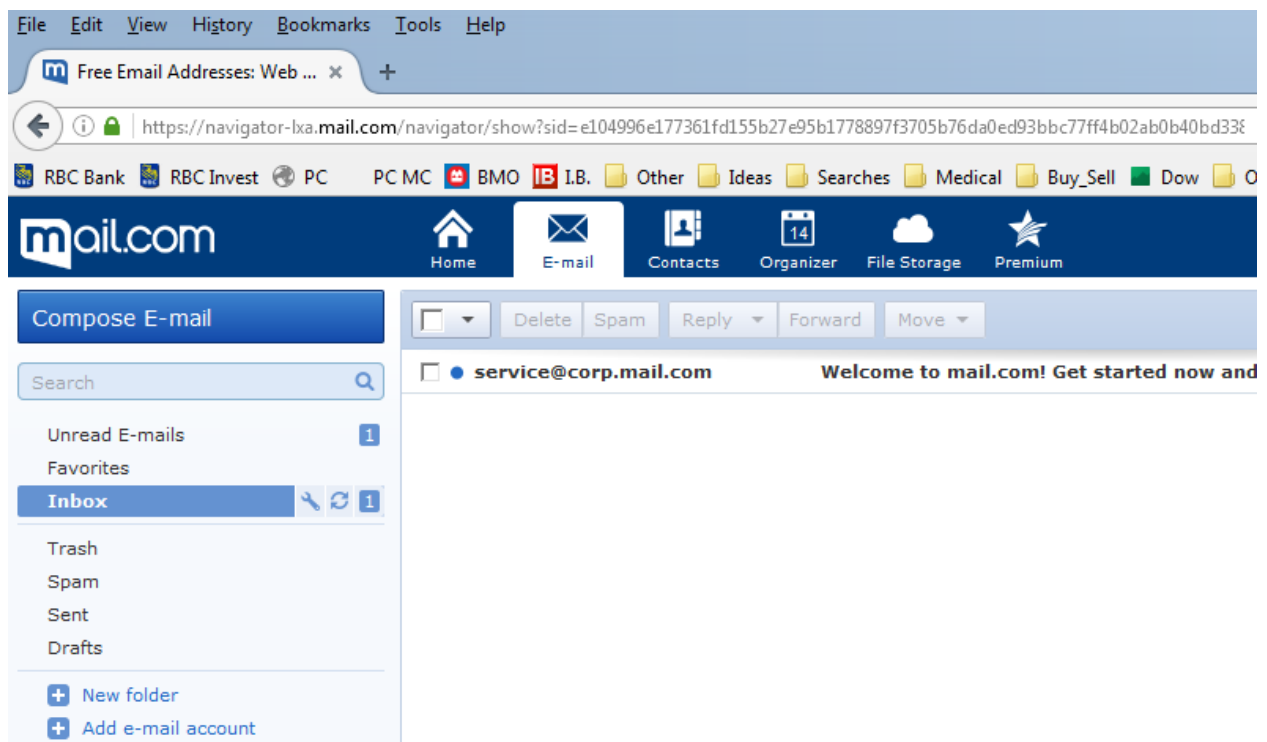 File Edit View History Bookmarks Tools Help
m Free Email Addresses: Web ... × +
https://navigator-lxa.mail.com/navigator/show?sid=e104996e177361fd155b27e95b1778897f3705b76da0ed93bbc77ff4b02ab0b40bd338
RBC Bank RBC Invest PC PC MC BMO IB I.B. Other Ideas Searches Medical Buy_Sell Dow O
mail.com
14
Home E-mail Contacts Organizer File Storage Premium
Compose E-mail
Delete Spam Reply Forward Move
Search
service@corp.mail.com Welcome to mail.com! Get started now and
Unread E-mails 1
Favorites
Inbox 1
Trash
Spam
Sent
Drafts
New folder
Add e-mail account